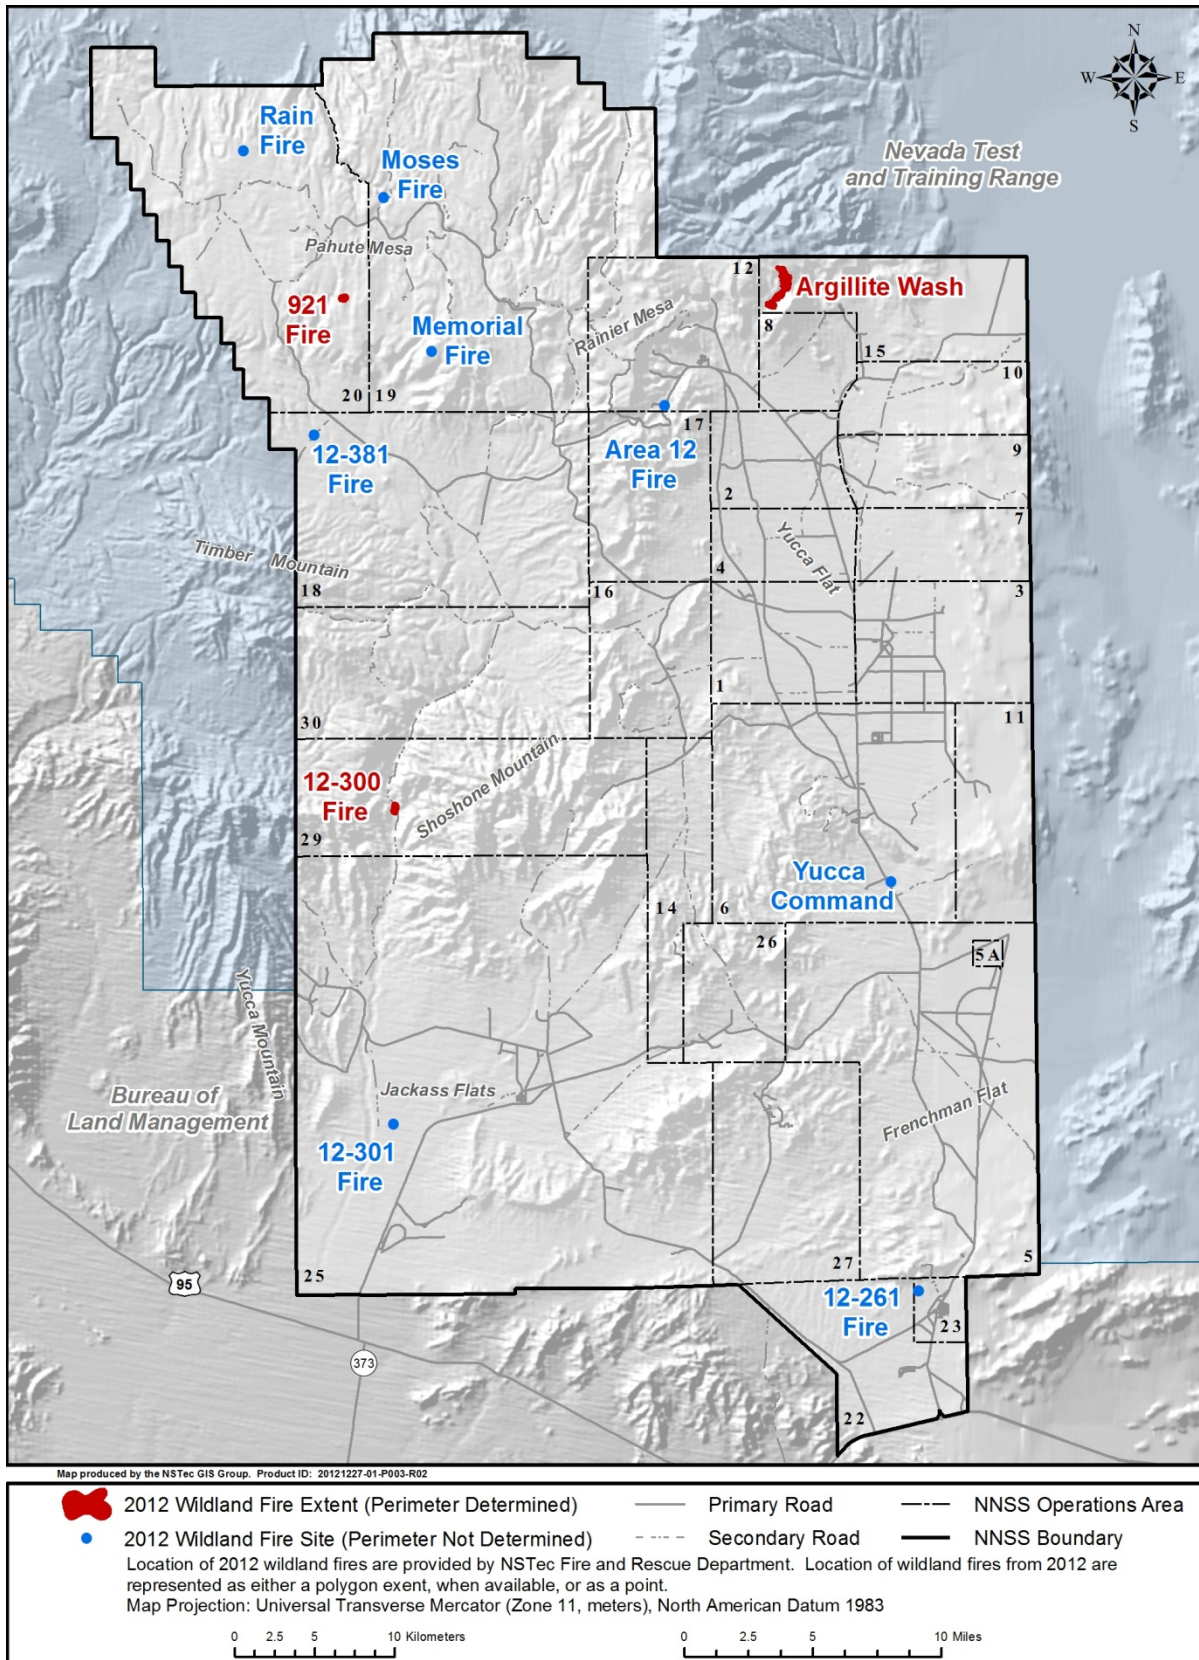 N
W E
S
Rain
Fire
Moses
Fire
Nevada Test
and Training Range
Pahute Mesa
12
Argillite Wash
921
Fire
Memorial
Fire
Rainier Mesa
8
15
10
20 19
17
12-381
Fire
Area 12
Fire
9
2
7
Yucca Flat
Timber Mountain
4
18
16
3
1
30
11
12-300
Fire
Shoshone Mountain
29
Yucca
Command
14
6
26
5A
Yucca Mountain
Bureau of
Land Management
Jackass Flats
Frenchman Flat
12-301
Fire
25
27
5
95
12-261
Fire
23
373
22
Map produced by the NSTec GIS Group. Product ID: 20121227-01-P003-R02
2012 Wildland Fire Extent (Perimeter Determined) Primary Road NNSS Operations Area
2012 Wildland Fire Site (Perimeter Not Determined) Secondary Road NNSS Boundary
Location of 2012 wildland fires are provided by NSTec Fire and Rescue Department. Location of wildland fires from 2012 are
represented as either a polygon extent, when available, or as a point.
Map Projection: Universal Transverse Mercator (Zone 11, meters), North American Datum 1983
0 2.5 5 10 Kilometers
0 2.5 5 10 Miles